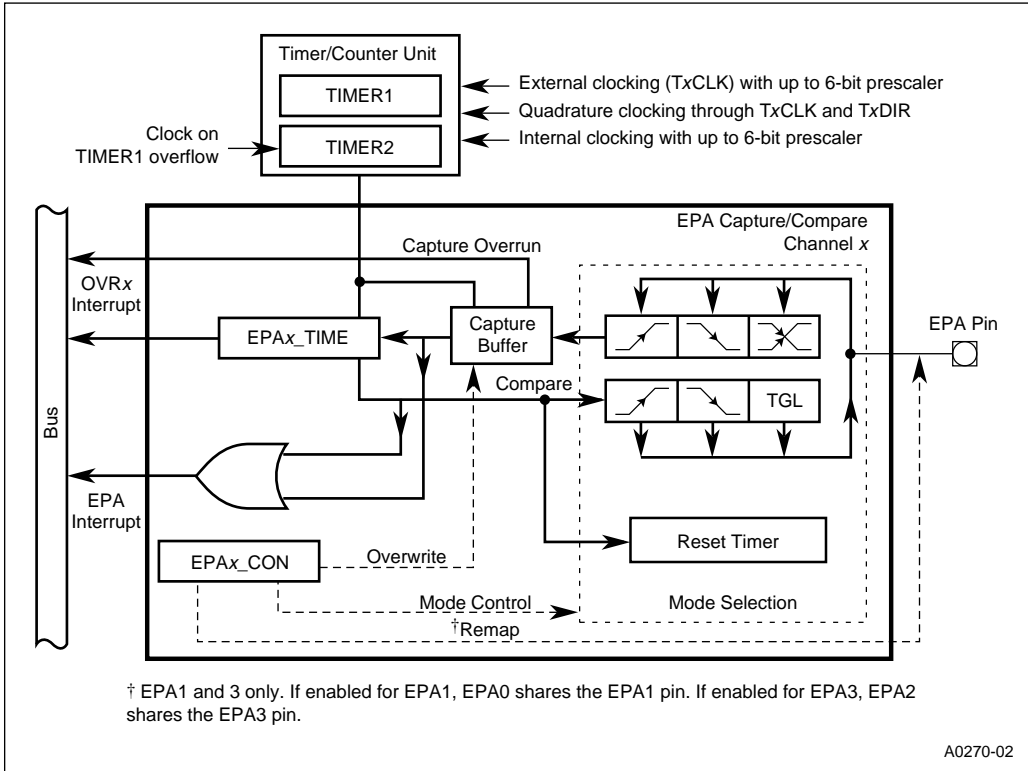 Timer/Counter Unit
TIMER1
TIMER2
External clocking (TxCLK) with up to 6-bit prescaler
Quadrature clocking through TxCLK and TxDIR
Internal clocking with up to 6-bit prescaler
Clock on
TIMER1 overflow
EPA Capture/Compare
Channel x
Capture Overrun
OVRx
Interrupt
EPAx_TIME
Capture
Buffer
EPA Pin
Compare
TGL
Bus
EPA
Interrupt
Reset Timer
EPAx_CON
Overwrite
Mode Control
Mode Selection
†Remap
† EPA1 and 3 only. If enabled for EPA1, EPA0 shares the EPA1 pin. If enabled for EPA3, EPA2
shares the EPA3 pin.
A0270-02